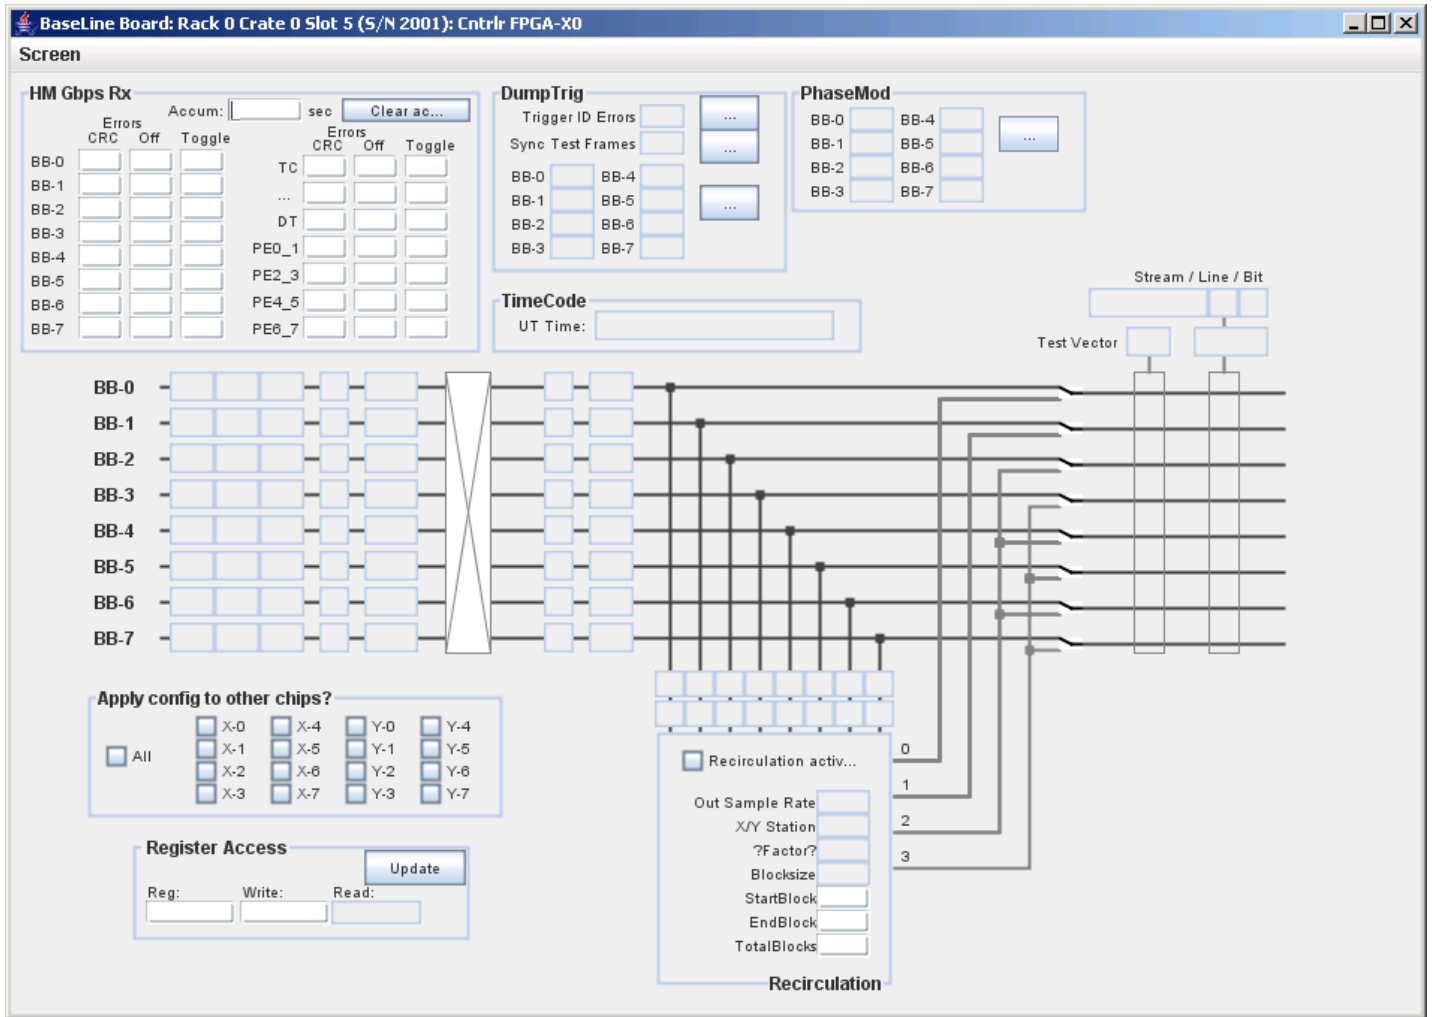 BaseLine Board: Rack 0 Crate 0 Slot 5 (S/N 2001): Cntrlr FPGA-X0
Screen
HM Gbps Rx
Accum: sec Clear ac...
Errors
CRC Off Toggle
BB-0
BB-1
BB-2
BB-3
BB-4
BB-5
BB-6
BB-7
Errors
CRC Off Toggle
TC
...
DT
PE0_1
PE2_3
PE4_5
PE6_7
DumpTrig
Trigger ID Errors ...
Sync Test Frames ...
BB-0 BB-4
BB-1 BB-5 ...
BB-2 BB-6
BB-3 BB-7
PhaseMod
BB-0 BB-4
BB-1 BB-5 ...
BB-2 BB-6
BB-3 BB-7
TimeCode
UT Time:
Stream / Line / Bit
Test Vector
BB-0
BB-1
BB-2
BB-3
BB-4
BB-5
BB-6
BB-7
Apply config to other chips?
All
X-0 X-4 Y-0 Y-4
X-1 X-5 Y-1 Y-5
X-2 X-6 Y-2 Y-6
X-3 X-7 Y-3 Y-7
Register Access
Update
Reg: Write: Read:
Recirculation activ...
Out Sample Rate
X/Y Station
?Factor?
Blocksize
StartBlock
EndBlock
TotalBlocks
Recirculation
0
1
2
3